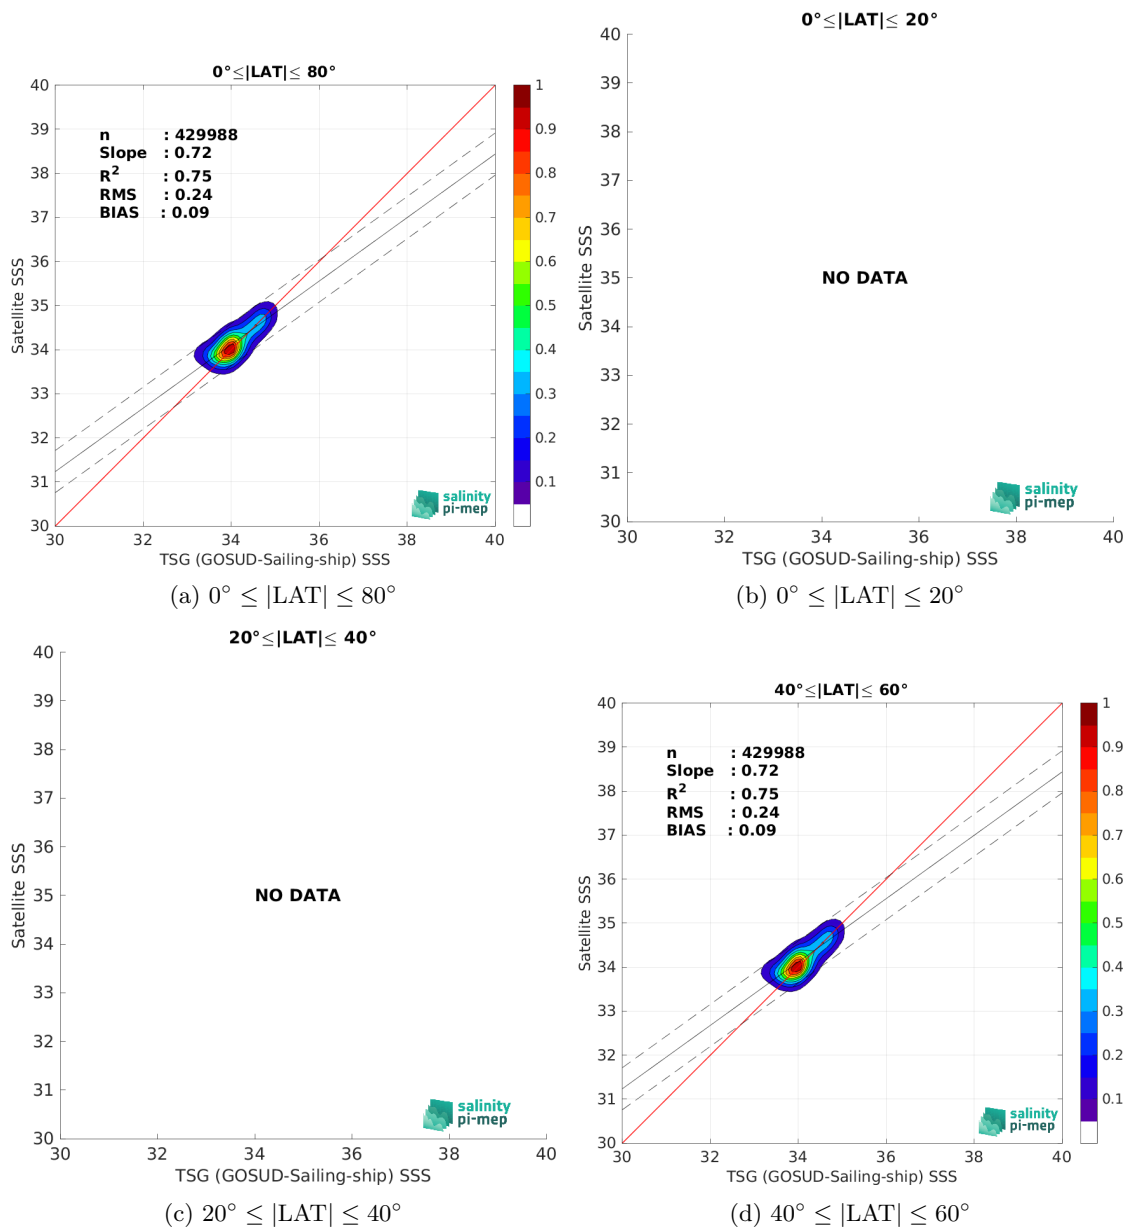 0°≤|LAT|≤ 80°
n : 429988
Slope : 0.72
R² : 0.75
RMS : 0.24
BIAS : 0.09
Satellite SSS
40
39
38
37
36
35
34
33
32
31
30
30 32 34 36 38 40
TSG (GOSUD-Sailing-ship) SSS
1
0.9
0.8
0.7
0.6
0.5
0.4
0.3
0.2
0.1
salinity
pi-mep
(a) 0° ≤ |LAT| ≤ 80°
0°≤|LAT|≤ 20°
Satellite SSS
40
39
38
37
36
35
34
33
32
31
30
NO DATA
salinity
pi-mep
30 32 34 36 38 40
TSG (GOSUD-Sailing-ship) SSS
(b) 0° ≤ |LAT| ≤ 20°
20°≤|LAT|≤ 40°
Satellite SSS
40
39
38
37
36
35
34
33
32
31
30
NO DATA
salinity
pi-mep
30 32 34 36 38 40
TSG (GOSUD-Sailing-ship) SSS
(c) 20° ≤ |LAT| ≤ 40°
40°≤|LAT|≤ 60°
n : 429988
Slope : 0.72
R² : 0.75
RMS : 0.24
BIAS : 0.09
Satellite SSS
40
39
38
37
36
35
34
33
32
31
30
30 32 34 36 38 40
TSG (GOSUD-Sailing-ship) SSS
1
0.9
0.8
0.7
0.6
0.5
0.4
0.3
0.2
0.1
salinity
pi-mep
(d) 40° ≤ |LAT| ≤ 60°